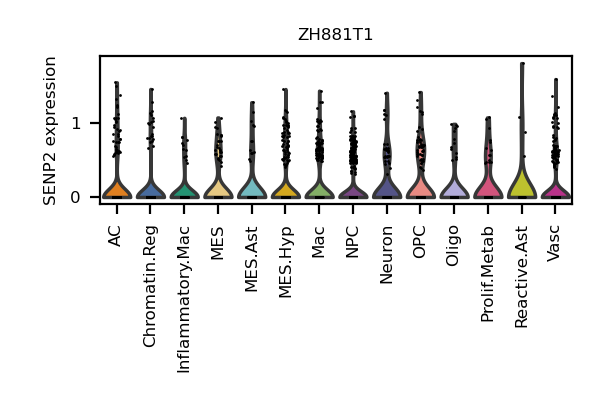 ZH881T1
SENP2 expression
1
0
AC
Chromatin.Reg
Inflammatory.Mac
MES
MES.Ast
MES.Hyp
Mac
NPC
Neuron
OPC
Oligo
Prolif.Metab
Reactive.Ast
Vasc